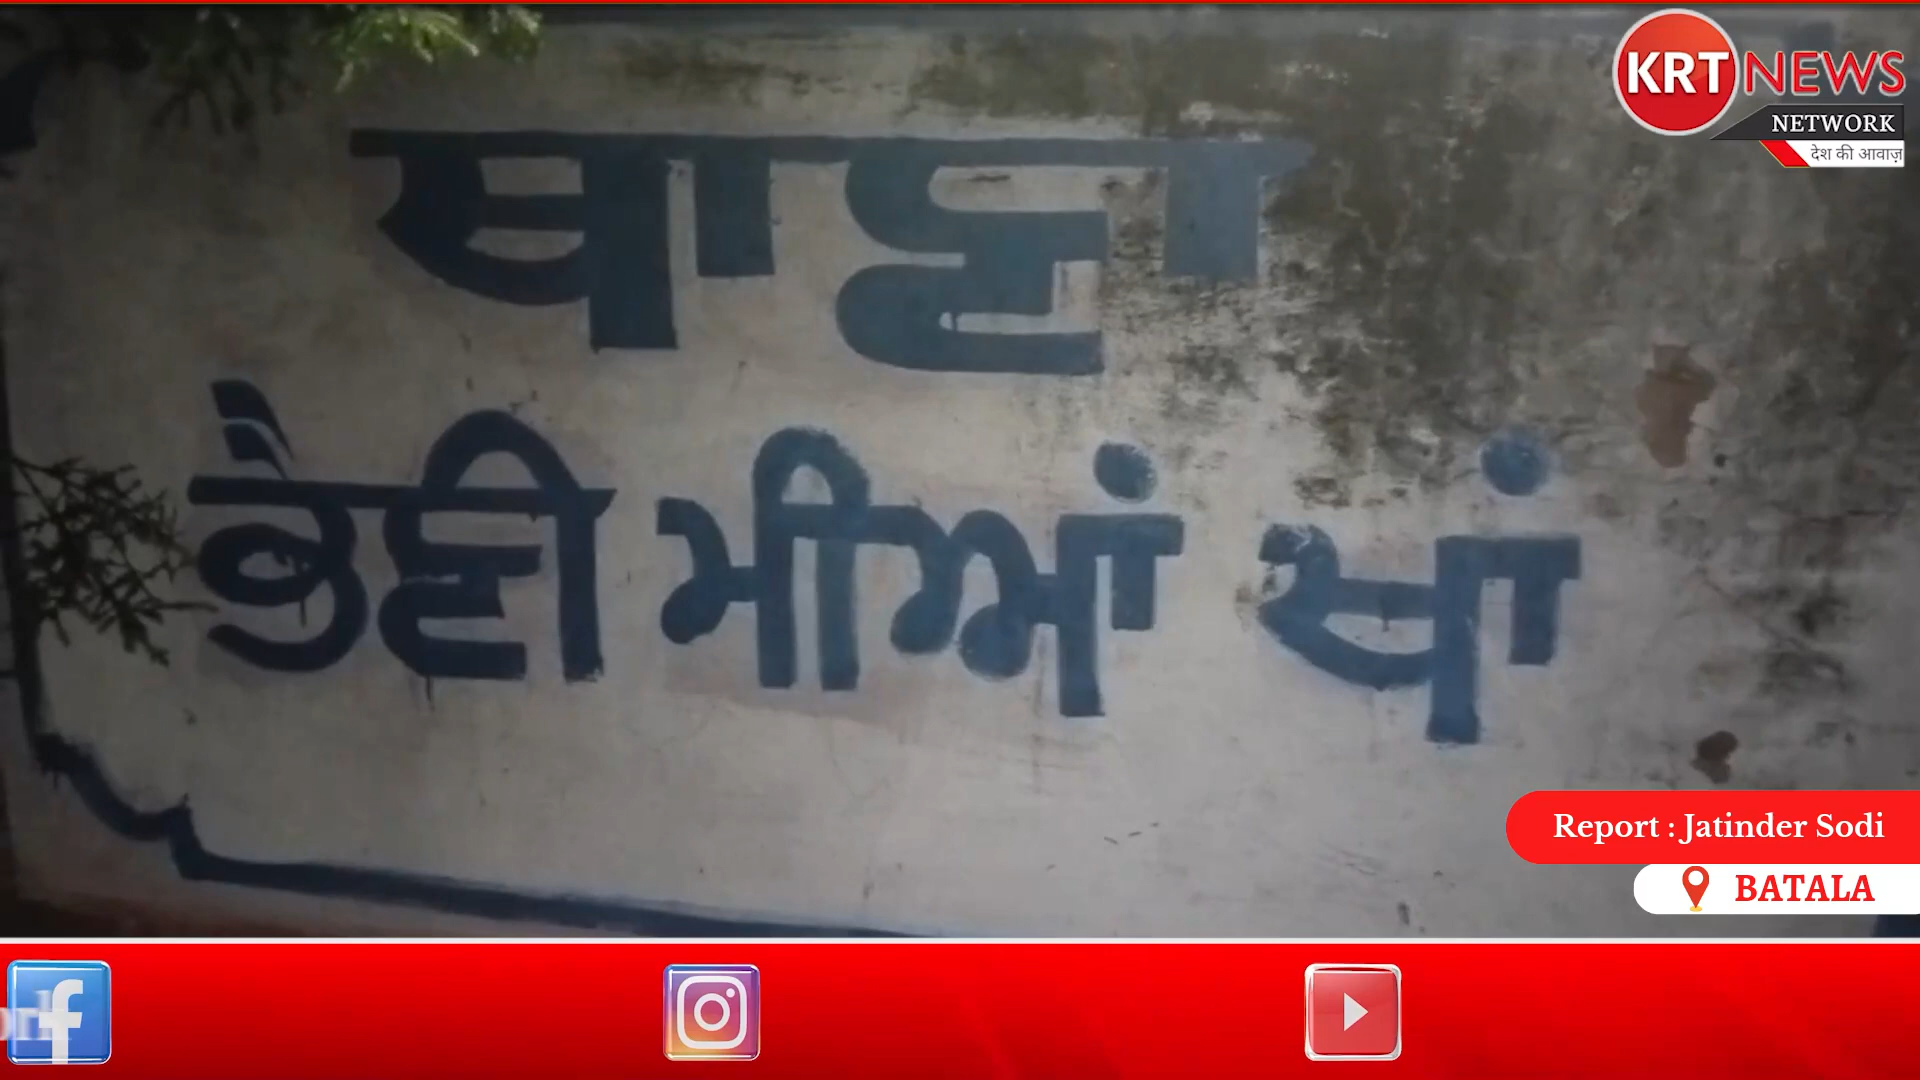 KRT NEWS
NETWORK
देश की आवाज़
ਥਾਣਾ
ਭੈਣੀ ਮੀਆਂ ਖਾਂ
Report : Jatinder Sodi
BATALA